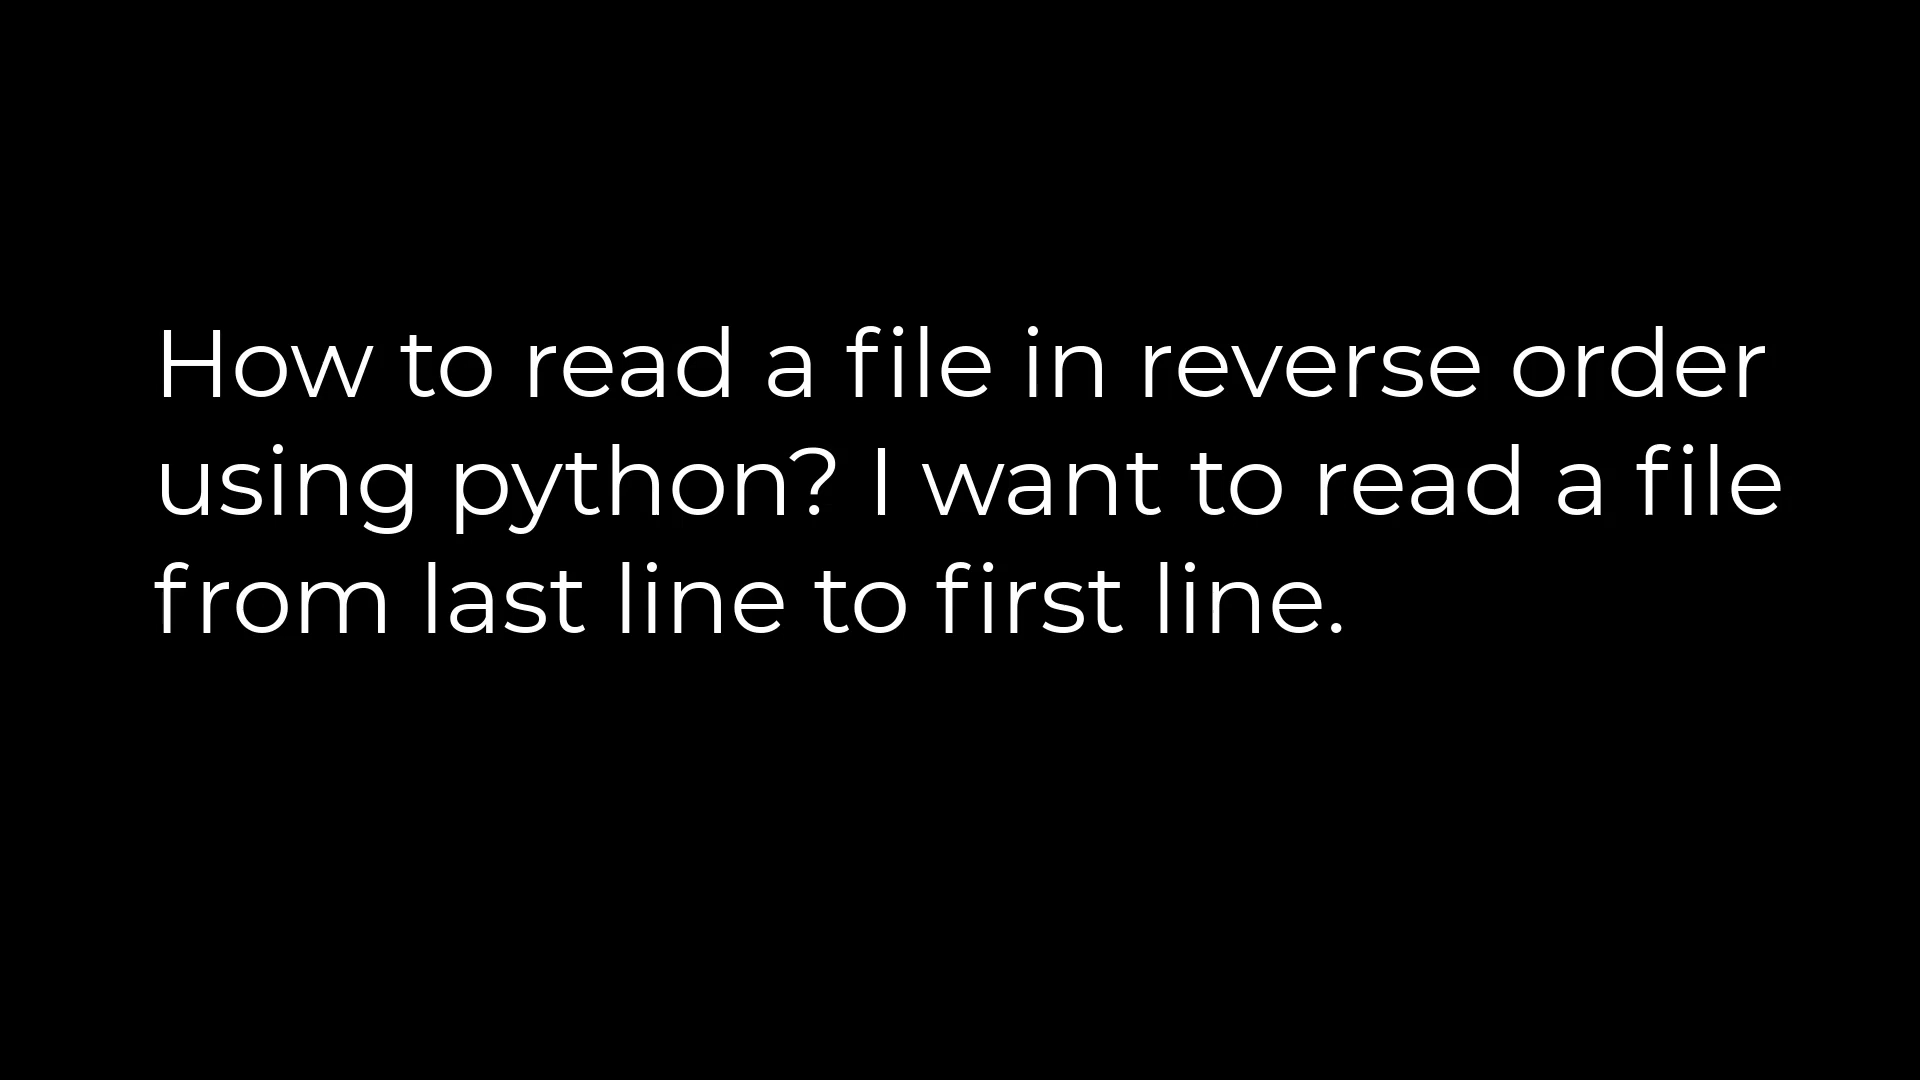 How to read a file in reverse order
using python? I want to read a file
from last line to first line.